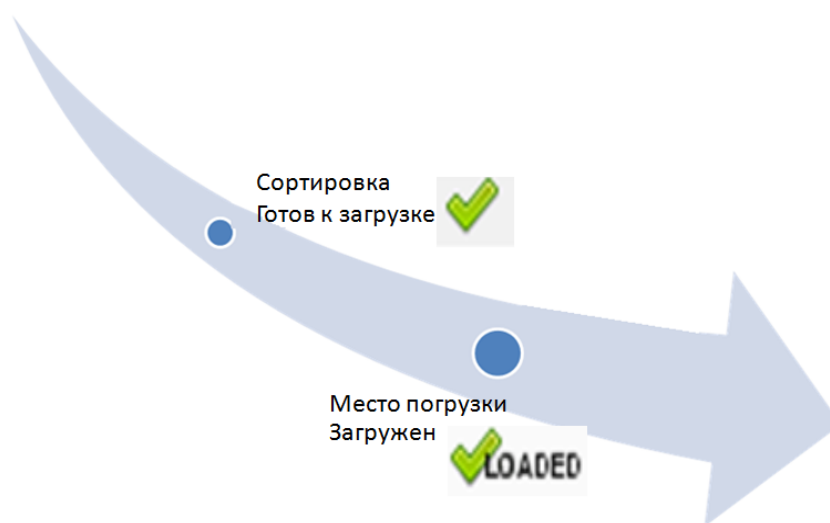 Сортировка
Готов к загрузке
Место погрузки
Загружен
LOADED